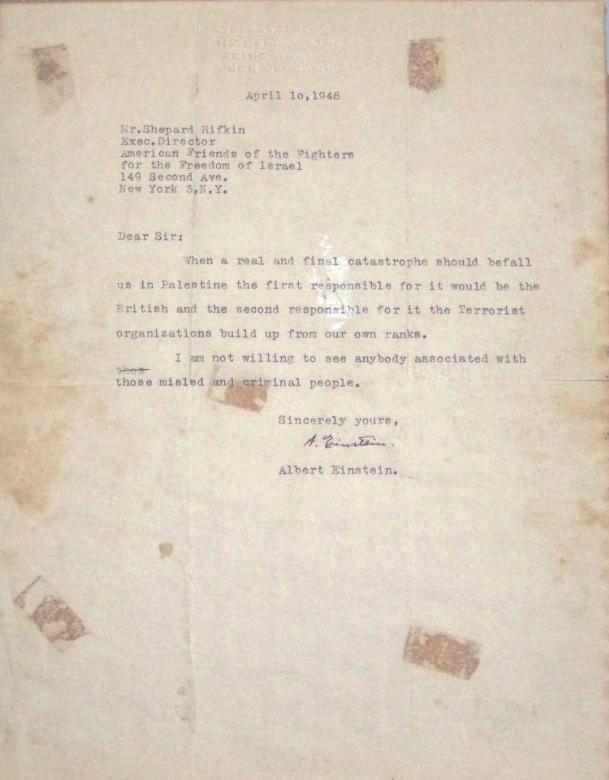 PRINCETON
April 1o,1948
Mr.Shepard Rifkin
Exec.Director
American Friends of the Fighters
for the Freedom of Israel
149 Second Ave.
New York 3,N.Y.
Dear Sir:
When a real and final catastrophe should befall
us in Palestine the first responsible for it would be the
British and the second responsible for it the Terrorist
organizations build up from our own ranks.
I am not willing to see anybody associated with
those misled and criminal people.
Sincerely yours,
A. Einstein.
Albert Einstein.